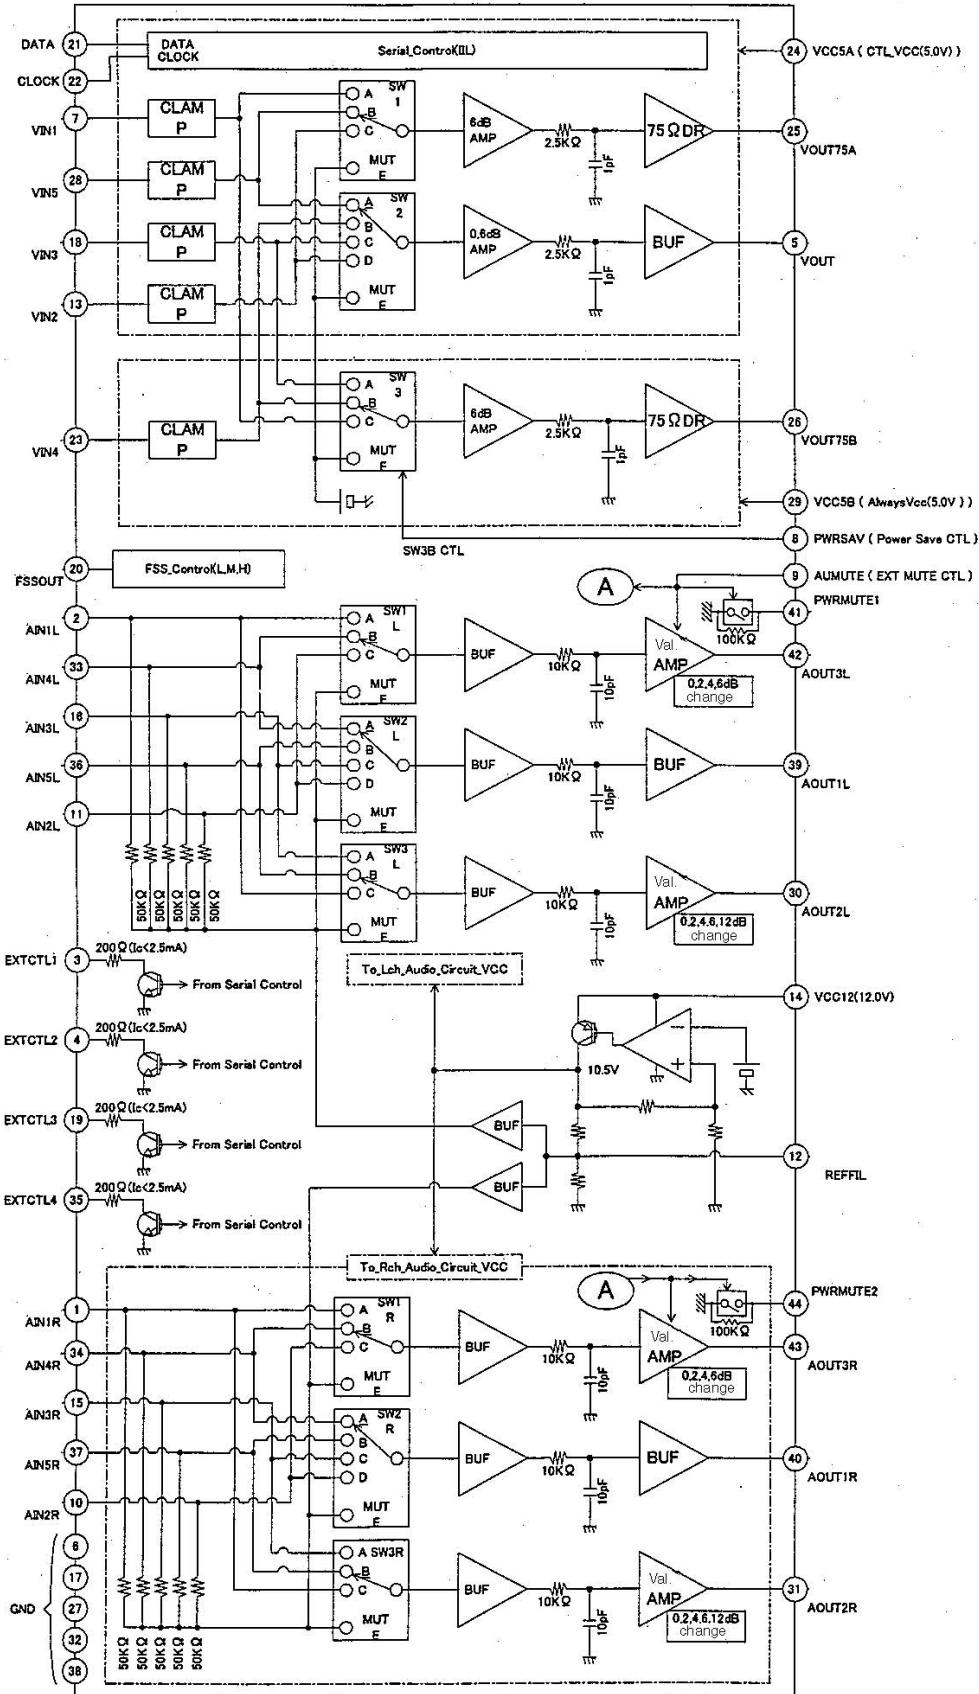 DATA 21 DATA
CLOCK
CLOCK 22
Serial_Control(IIL)
24 VCC5A ( CTL_VCC(5.0V) )
7 VIN1 CLAM
P
28 VIN5 CLAM
P
18 VIN3 CLAM
P
13 VIN2 CLAM
P
SW
1
A
B
C
MUT
E
6dB
AMP
2.5KΩ
1pF
75ΩDR
25 VOUT75A
SW
2
A
B
C
D
MUT
E
0,6dB
AMP
2.5KΩ
1pF
BUF
5 VOUT
23 VIN4 CLAM
P
SW
3
A
B
C
MUT
E
6dB
AMP
2.5KΩ
1pF
75ΩDR
26 VOUT75B
29 VCC5B ( AlwaysVcc(5.0V ) )
SW3B CTL
8 PWRSAV ( Power Save CTL )
20 FSSOUT
FSS_Control(L,M,H)
A
9 AUMUTE ( EXT MUTE CTL )
PWRMUTE1
41
100KΩ
2 AIN1L
33 AIN4L
16 AIN3L
36 AIN5L
11 AIN2L
50KΩ
50KΩ
50KΩ
50KΩ
50KΩ
SW1
L
A
B
C
MUT
E
BUF
10KΩ
10pF
Val.
AMP
0,2,4,6dB
change
42 AOUT3L
SW2
L
A
B
C
D
MUT
E
BUF
10KΩ
10pF
BUF
39 AOUT1L
SW3
L
A
B
C
MUT
E
BUF
10KΩ
10pF
Val.
AMP
0,2,4,6,12dB
change
30 AOUT2L
EXTCTL1 3 200Ω(Ic<2.5mA)
From Serial Control
EXTCTL2 4 200Ω(Ic<2.5mA)
From Serial Control
EXTCTL3 19 200Ω(Ic<2.5mA)
From Serial Control
EXTCTL4 35 200Ω(Ic<2.5mA)
From Serial Control
To_Lch_Audio_Circuit_VCC
14 VCC12(12.0V)
10.5V
−
+
BUF
BUF
12 REFFIL
To_Rch_Audio_Circuit_VCC
A
PWRMUTE2
44
100KΩ
1 AIN1R
34 AIN4R
15 AIN3R
37 AIN5R
10 AIN2R
GND
6
17
27
32
38
50KΩ
50KΩ
50KΩ
50KΩ
50KΩ
SW1
R
A
B
C
MUT
E
BUF
10KΩ
10pF
Val.
AMP
0,2,4,6dB
change
43 AOUT3R
SW2
R
A
B
C
D
MUT
E
BUF
10KΩ
10pF
BUF
40 AOUT1R
A SW3R
B
C
MUT
E
BUF
10KΩ
10pF
Val.
AMP
0,2,4,6,12dB
change
31 AOUT2R